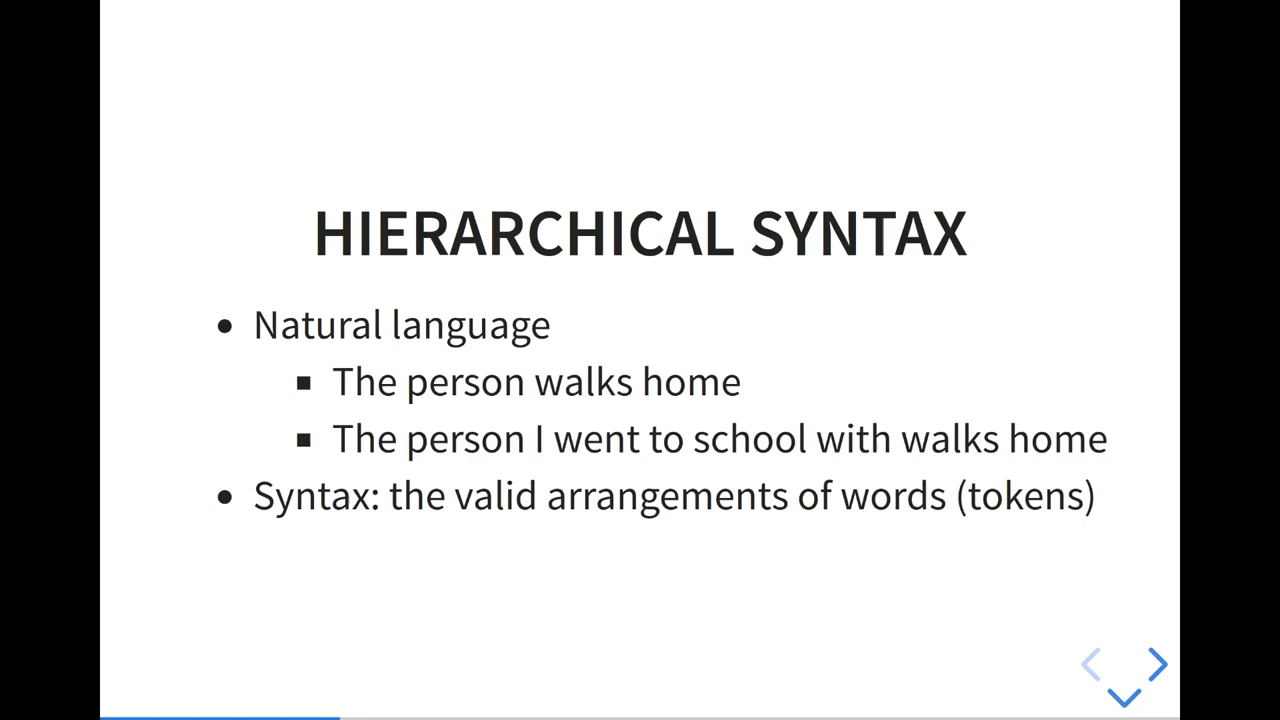 HIERARCHICAL SYNTAX
Natural language
The person walks home
The person I went to school with walks home
Syntax: the valid arrangements of words (tokens)